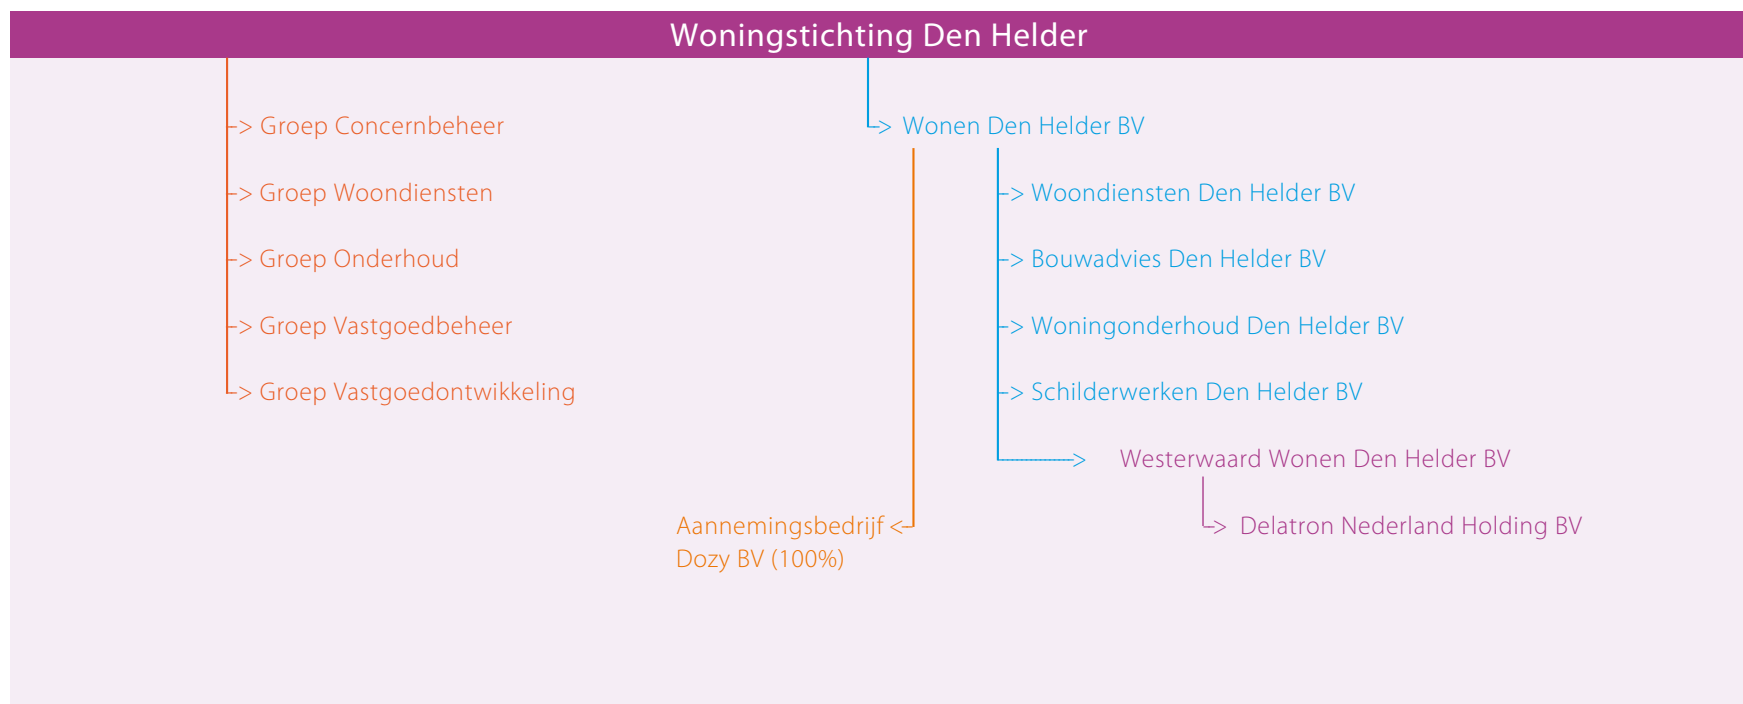 Woningstichting Den Helder
> Groep Concernbeheer
> Groep Woondiensten
> Groep Onderhoud
> Groep Vastgoedbeheer
> Groep Vastgoedontwikkeling
> Wonen Den Helder BV
> Woondiensten Den Helder BV
> Bouwadvies Den Helder BV
> Woningonderhoud Den Helder BV
> Schilderwerken Den Helder BV
> Westerwaard Wonen Den Helder BV
> Delatron Nederland Holding BV
Aannemingsbedrijf <
Dozy BV (100%)